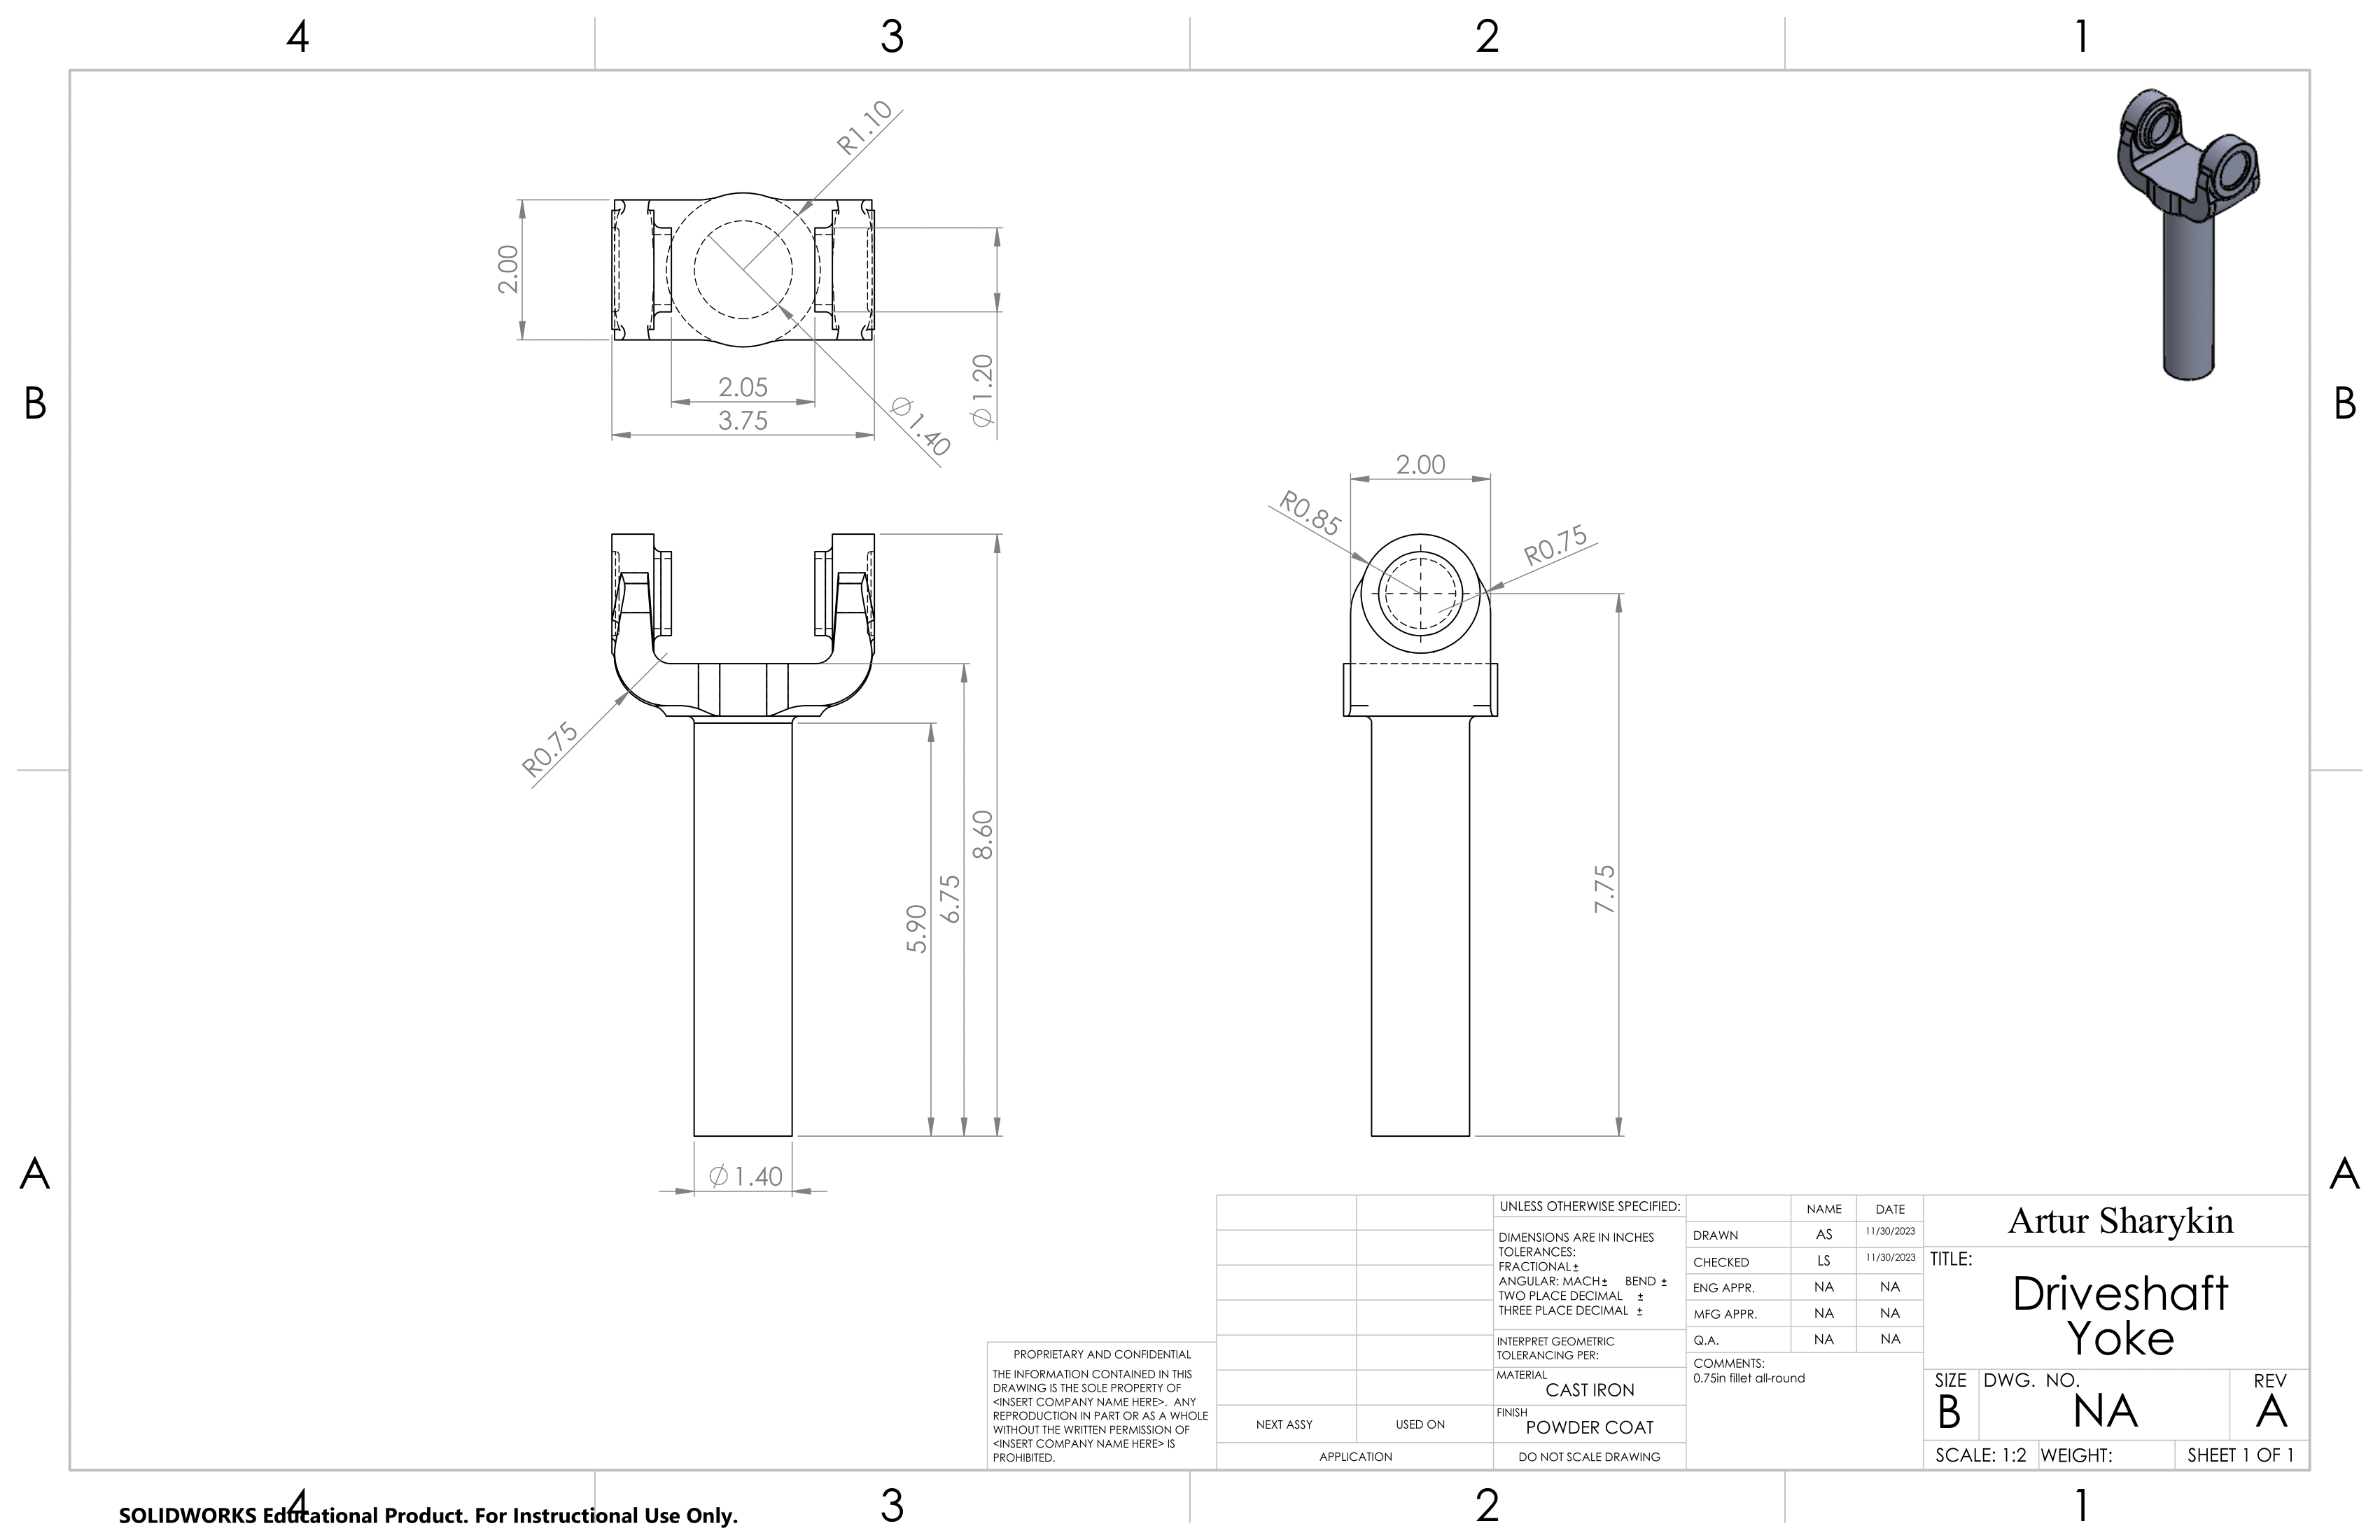 4 3 2 1
R1.10
2.00
2.05
3.75
⌀1.20
⌀1.40
B B
2.00
R0.85
R0.75
R0.75
8.60
6.75
5.90
7.75
⌀1.40
A A
PROPRIETARY AND CONFIDENTIAL
THE INFORMATION CONTAINED IN THIS
DRAWING IS THE SOLE PROPERTY OF
<INSERT COMPANY NAME HERE>. ANY
REPRODUCTION IN PART OR AS A WHOLE
WITHOUT THE WRITTEN PERMISSION OF
<INSERT COMPANY NAME HERE> IS
PROHIBITED.
NEXT ASSY USED ON
APPLICATION
UNLESS OTHERWISE SPECIFIED:
DIMENSIONS ARE IN INCHES
TOLERANCES:
FRACTIONAL ±
ANGULAR: MACH ± BEND ±
TWO PLACE DECIMAL ±
THREE PLACE DECIMAL ±
INTERPRET GEOMETRIC
TOLERANCING PER:
MATERIAL
CAST IRON
FINISH
POWDER COAT
DO NOT SCALE DRAWING
NAME DATE
DRAWN AS 11/30/2023
CHECKED LS 11/30/2023
ENG APPR. NA NA
MFG APPR. NA NA
Q.A. NA NA
COMMENTS:
0.75in fillet all-round
Artur Sharykin
TITLE:
Driveshaft
Yoke
SIZE DWG. NO. REV
B NA A
SCALE: 1:2 WEIGHT: SHEET 1 OF 1
4 3 2 1
SOLIDWORKS Educational Product. For Instructional Use Only.